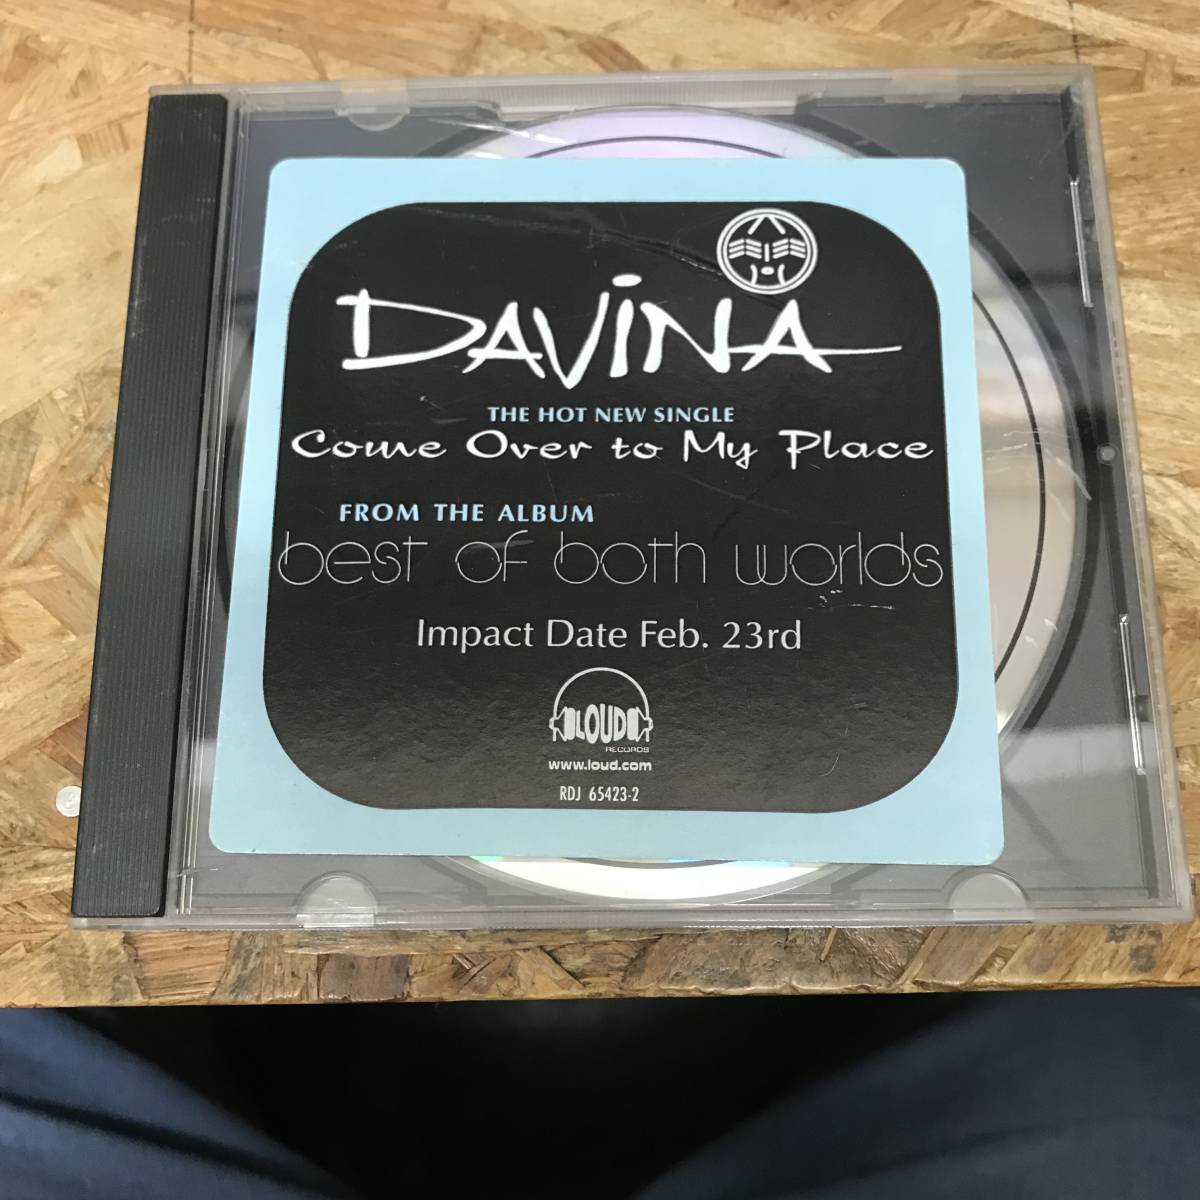 DAViNA
THE HOT NEW SINGLE
Come Over to My Place
FROM THE ALBUM
best of both worlds
Impact Date Feb. 23rd
LOUD
RECORDS
www.loud.com
RDJ 65423-2